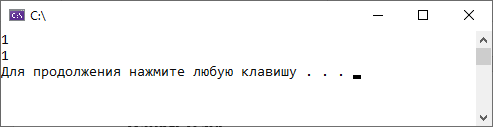 C:\
1
1
Для продолжения нажмите любую клавишу . . .